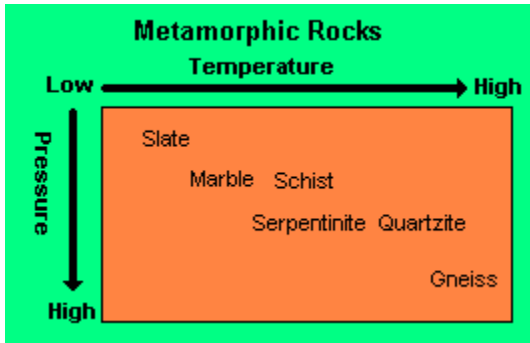 Metamorphic Rocks
Temperature
Low High
Pressure
Slate
Marble Schist
Serpentinite Quartzite
Gneiss
High